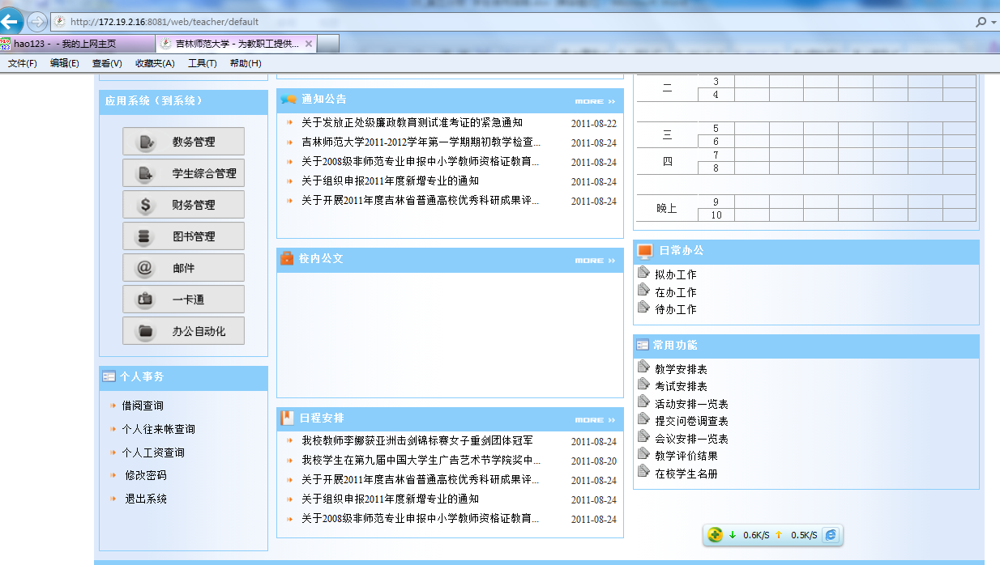 http://172.19.2.16:8081/web/teacher/default
hao123 - - 我的上网主页
吉林师范大学 - 为教职工提供...
文件(F) 编辑(E) 查看(V) 收藏夹(A) 工具(T) 帮助(H)
应用系统（到系统）
教务管理
学生综合管理
财务管理
图书管理
邮件
一卡通
办公自动化
个人事务
借阅查询
个人往来帐查询
个人工资查询
修改密码
退出系统
通知公告 MORE
关于发放正处级廉政教育测试准考证的紧急通知 2011-08-22
吉林师范大学2011-2012学年第一学期期初教学检查... 2011-08-24
关于2008级非师范专业申报中小学教师资格证教育... 2011-08-24
关于组织申报2011年度新增专业的通知 2011-08-24
关于开展2011年度吉林省普通高校优秀科研成果评... 2011-08-24
校内公文 MORE
日程安排 MORE
我校教师李娜获亚洲击剑锦标赛女子重剑团体冠军 2011-08-24
我校学生在第九届中国大学生广告艺术节学院奖中... 2011-08-20
关于开展2011年度吉林省普通高校优秀科研成果评... 2011-08-24
关于组织申报2011年度新增专业的通知 2011-08-24
关于2008级非师范专业申报中小学教师资格证教育... 2011-08-24
二
3
4
三
5
6
四
7
8
晚上
9
10
日常办公
拟办工作
在办工作
待办工作
常用功能
教学安排表
考试安排表
活动安排一览表
提交问卷调查表
会议安排一览表
教学评价结果
在校学生名册
0.6K/S 0.5K/S